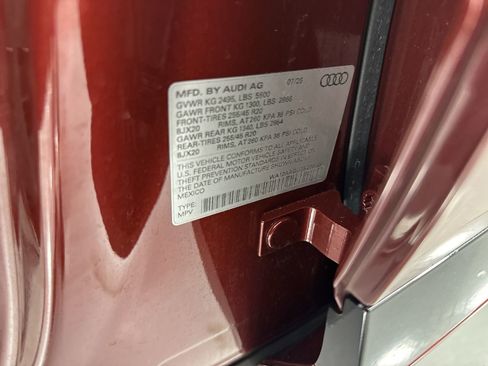 MFD. BY AUDI AG 01/25
GVWR KG 2495, LBS 5500
GAWR FRONT KG 1300, LBS 2866
FRONT-TIRES 255/45 R20
8JX20 RIMS, AT 260 KPA 38 PSI COLD
GAWR REAR KG 1340, LBS 2954
REAR-TIRES 255/45 R20
8JX20 RIMS, AT 260 KPA 38 PSI COLD
THIS VEHICLE CONFORMS TO ALL APPLICABLE
U.S. FEDERAL MOTOR VEHICLE SAFETY AND
THEFT PREVENTION STANDARDS IN EFFECT ON
THE DATE OF MANUFACTURE SHOWN ABOVE
MEXICO
TYPE:
MPV